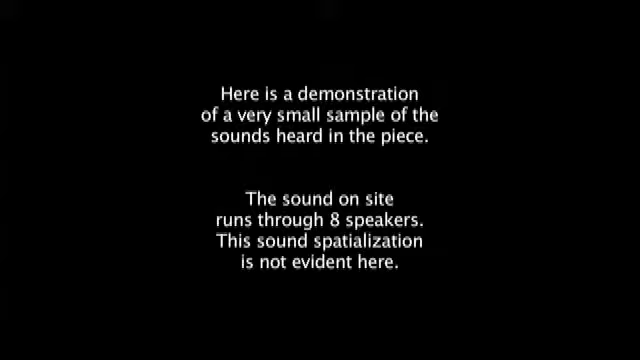 Here is a demonstration
of a very small sample of the
sounds heard in the piece.
The sound on site
runs through 8 speakers.
This sound spatialization
is not evident here.